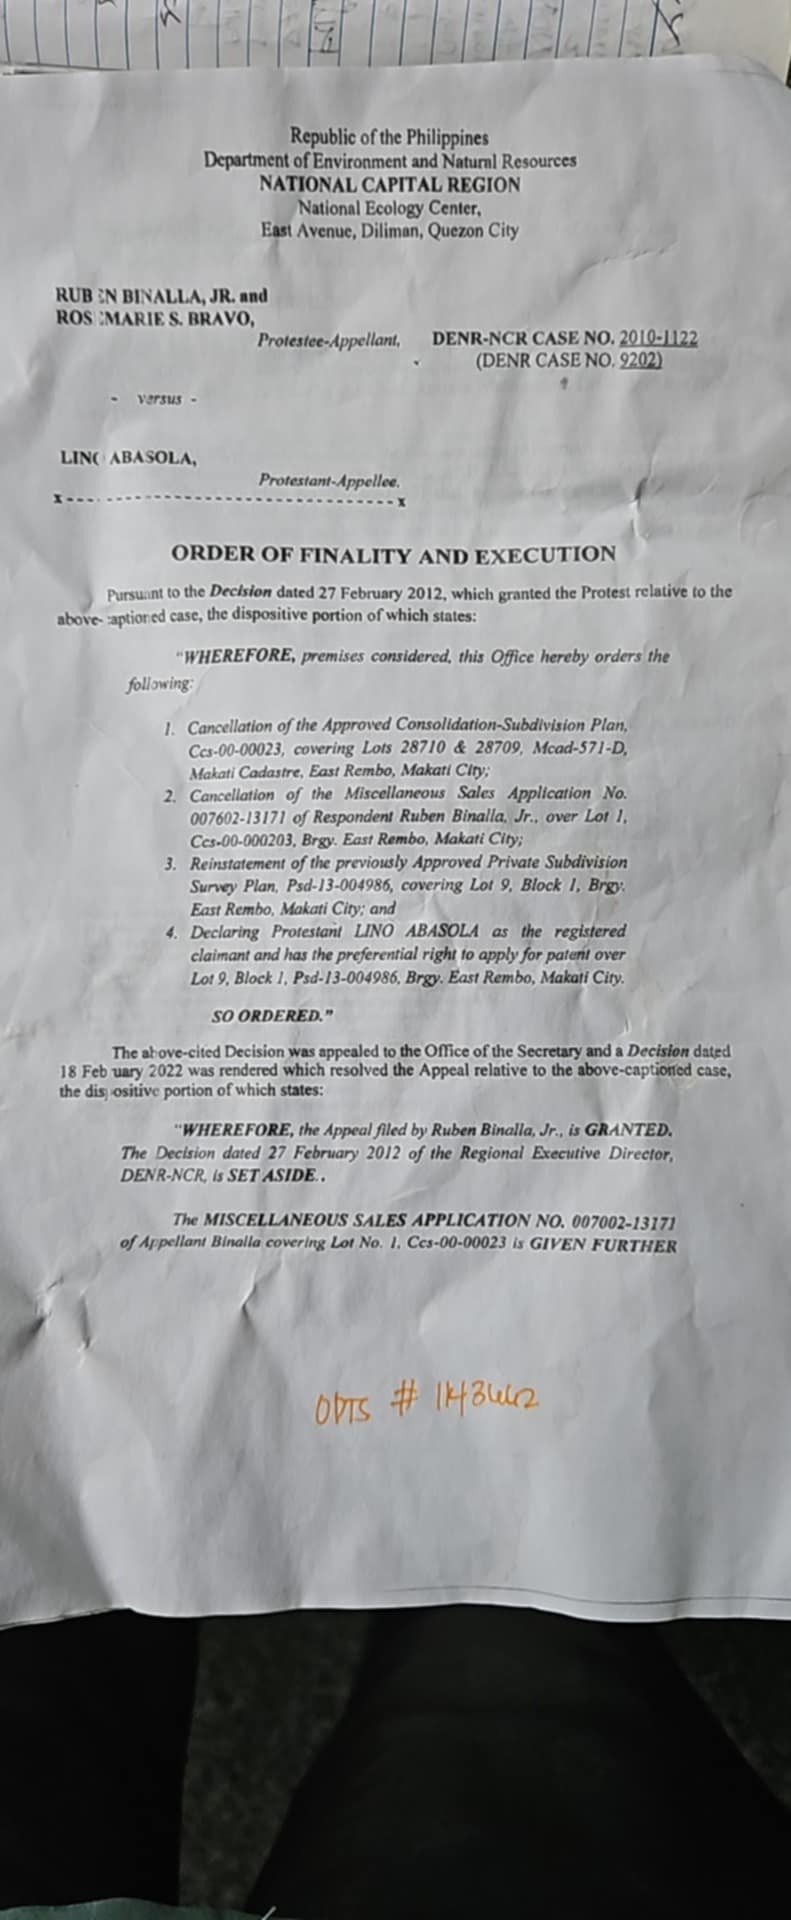 Republic of the Philippines
Department of Environment and Natural Resources
NATIONAL CAPITAL REGION
National Ecology Center,
East Avenue, Diliman, Quezon City
RUBEN BINALLA, JR. and
ROSEMARIE S. BRAVO,
Protestee-Appellant, DENR-NCR CASE NO. 2010-1122
(DENR CASE NO. 9202)
- versus -
LINO ABASOLA,
Protestant-Appellee.
x-----------------------------------x
ORDER OF FINALITY AND EXECUTION
Pursuant to the Decision dated 27 February 2012, which granted the Protest relative to the
above-captioned case, the dispositive portion of which states:
"WHEREFORE, premises considered, this Office hereby orders the
following:
1. Cancellation of the Approved Consolidation-Subdivision Plan,
Ccs-00-00023, covering Lots 28710 & 28709, Mcad-571-D,
Makati Cadastre, East Rembo, Makati City;
2. Cancellation of the Miscellaneous Sales Application No.
007602-13171 of Respondent Ruben Binalla, Jr., over Lot 1,
Ccs-00-000203, Brgy. East Rembo, Makati City;
3. Reinstatement of the previously Approved Private Subdivision
Survey Plan, Psd-13-004986, covering Lot 9, Block 1, Brgy.
East Rembo, Makati City; and
4. Declaring Protestant LINO ABASOLA as the registered
claimant and has the preferential right to apply for patent over
Lot 9, Block 1, Psd-13-004986, Brgy. East Rembo, Makati City.
SO ORDERED."
The above-cited Decision was appealed to the Office of the Secretary and a Decision dated
18 February 2022 was rendered which resolved the Appeal relative to the above-captioned case,
the dispositive portion of which states:
"WHEREFORE, the Appeal filed by Ruben Binalla, Jr., is GRANTED.
The Decision dated 27 February 2012 of the Regional Executive Director,
DENR-NCR, is SET ASIDE..
The MISCELLANEOUS SALES APPLICATION NO. 007002-13171
of Appellant Binalla covering Lot No. 1, Ccs-00-00023 is GIVEN FURTHER
ODTS #